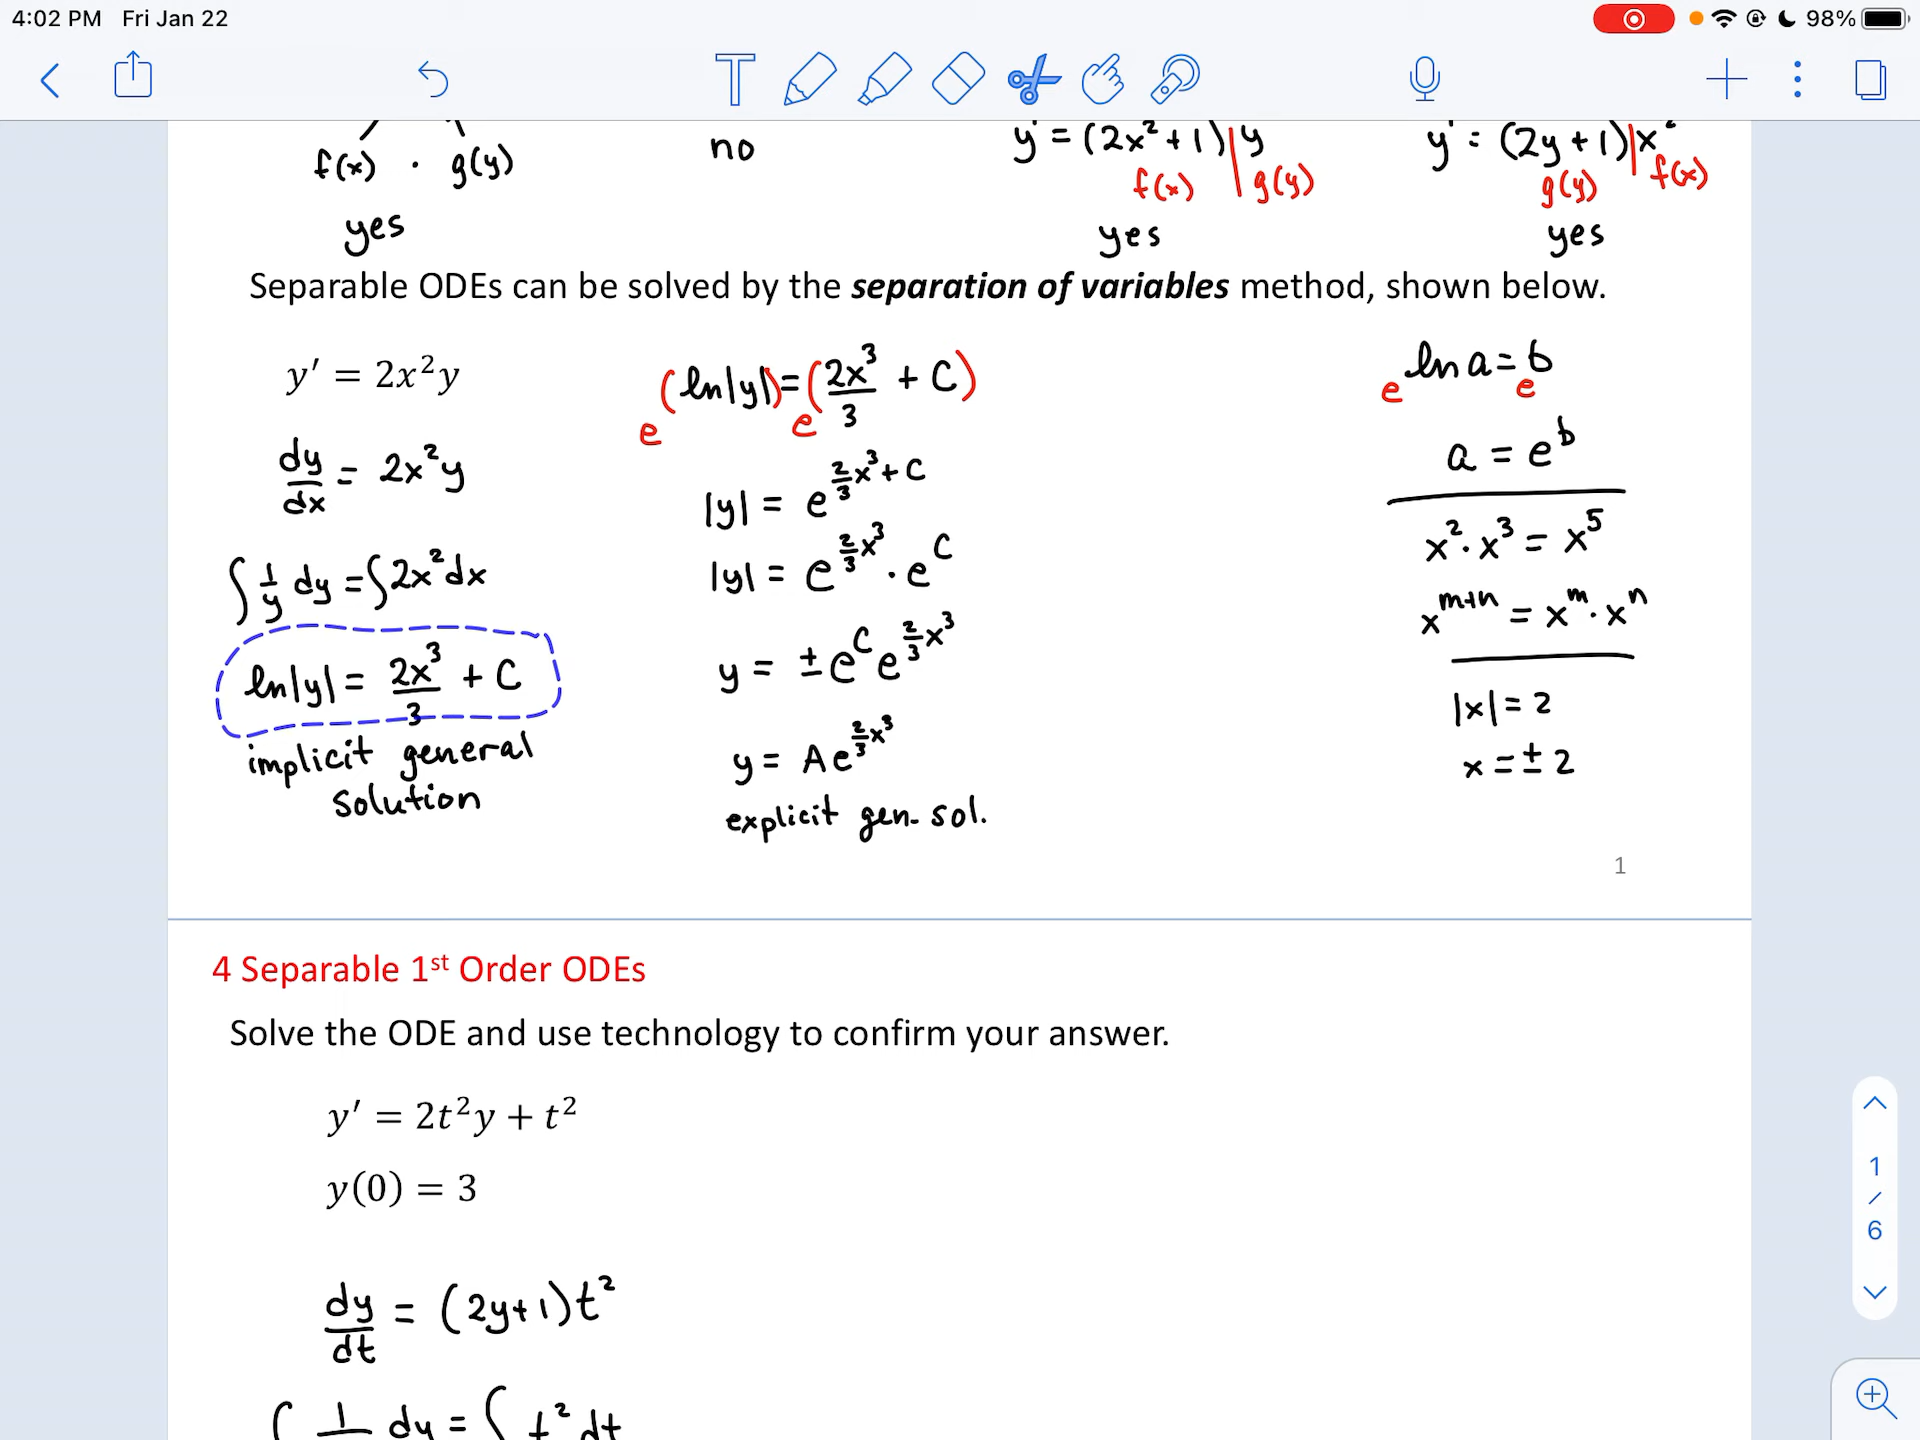 4:02 PM Fri Jan 22
98%
f(x) · g(y)
yes
no
y' = (2x²+1)|y
f(x) | g(y)
yes
y' = (2y+1)|x²
g(y) f(x)
yes
Separable ODEs can be solved by the separation of variables method, shown below.
y′ = 2x²y
dy/dx = 2x²y
∫ 1/y dy = ∫ 2x² dx
ln|y| = 2x³/3 + C
implicit general
solution
e^(ln|y|) = e^(2x³/3 + C)
|y| = e^(2/3 x³ + C)
|y| = e^(2/3 x³) · e^C
y = ± e^C e^(2/3 x³)
y = A e^(2/3 x³)
explicit gen. sol.
e^(ln a) = e^b
a = e^b
x² · x³ = x⁵
x^(m+n) = x^m · x^n
|x| = 2
x = ± 2
1
4 Separable 1st Order ODEs
Solve the ODE and use technology to confirm your answer.
y′ = 2t²y + t²
y(0) = 3
dy/dt = (2y+1)t²
dy = ∫ t² dt
1
/
6